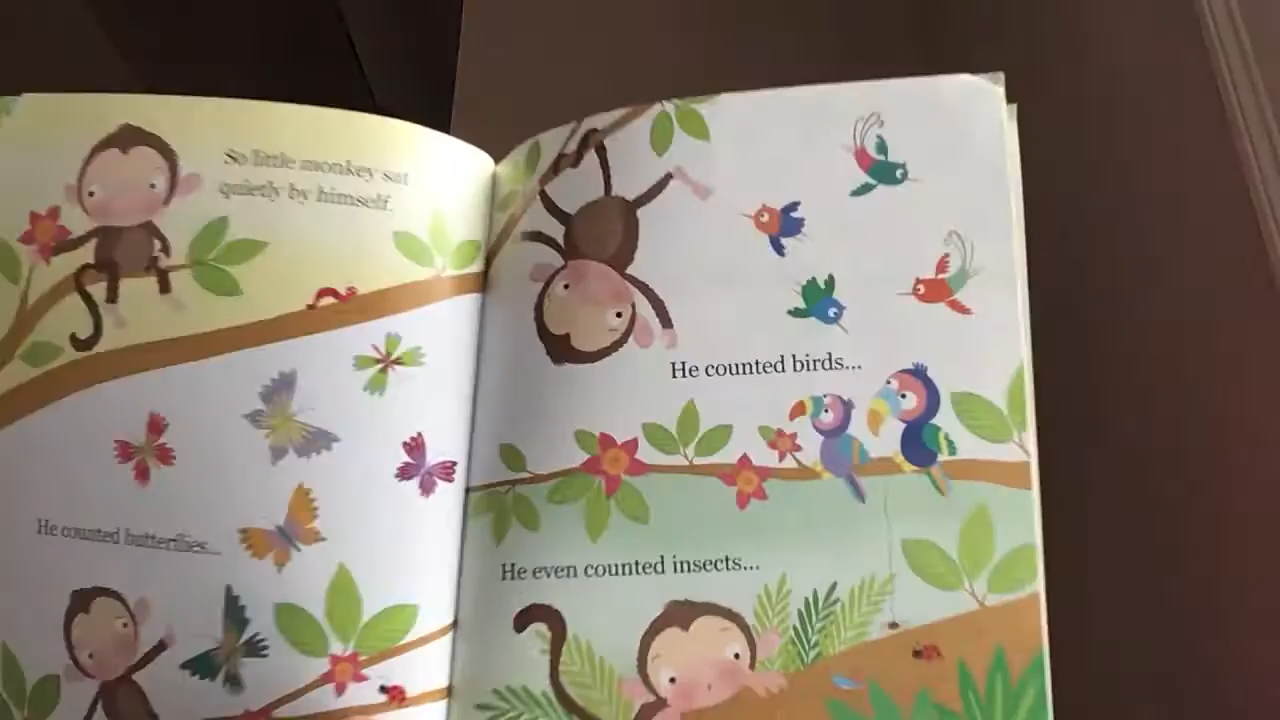 So little monkey sat
quietly by himself.
He counted butterflies...
He counted birds...
He even counted insects...